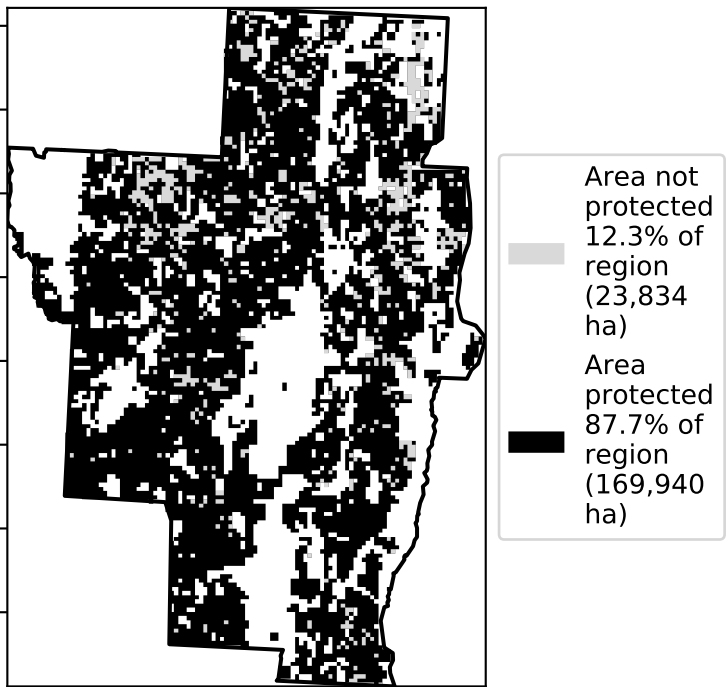 Area not
protected
12.3% of
region
(23,834
ha)
Area
protected
87.7% of
region
(169,940
ha)